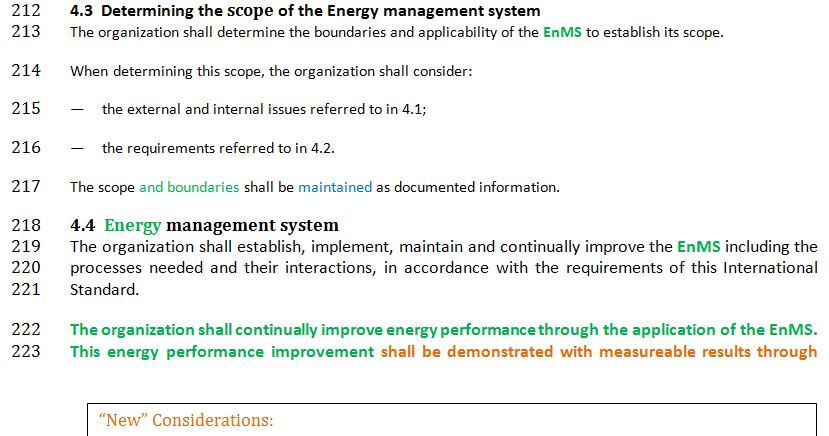 212 4.3 Determining the scope of the Energy management system
213 The organization shall determine the boundaries and applicability of the EnMS to establish its scope.
214 When determining this scope, the organization shall consider:
215 — the external and internal issues referred to in 4.1;
216 — the requirements referred to in 4.2.
217 The scope and boundaries shall be maintained as documented information.
218 4.4 Energy management system
219 The organization shall establish, implement, maintain and continually improve the EnMS including the
220 processes needed and their interactions, in accordance with the requirements of this International
221 Standard.
222 The organization shall continually improve energy performance through the application of the EnMS.
223 This energy performance improvement shall be demonstrated with measureable results through
“New” Considerations: